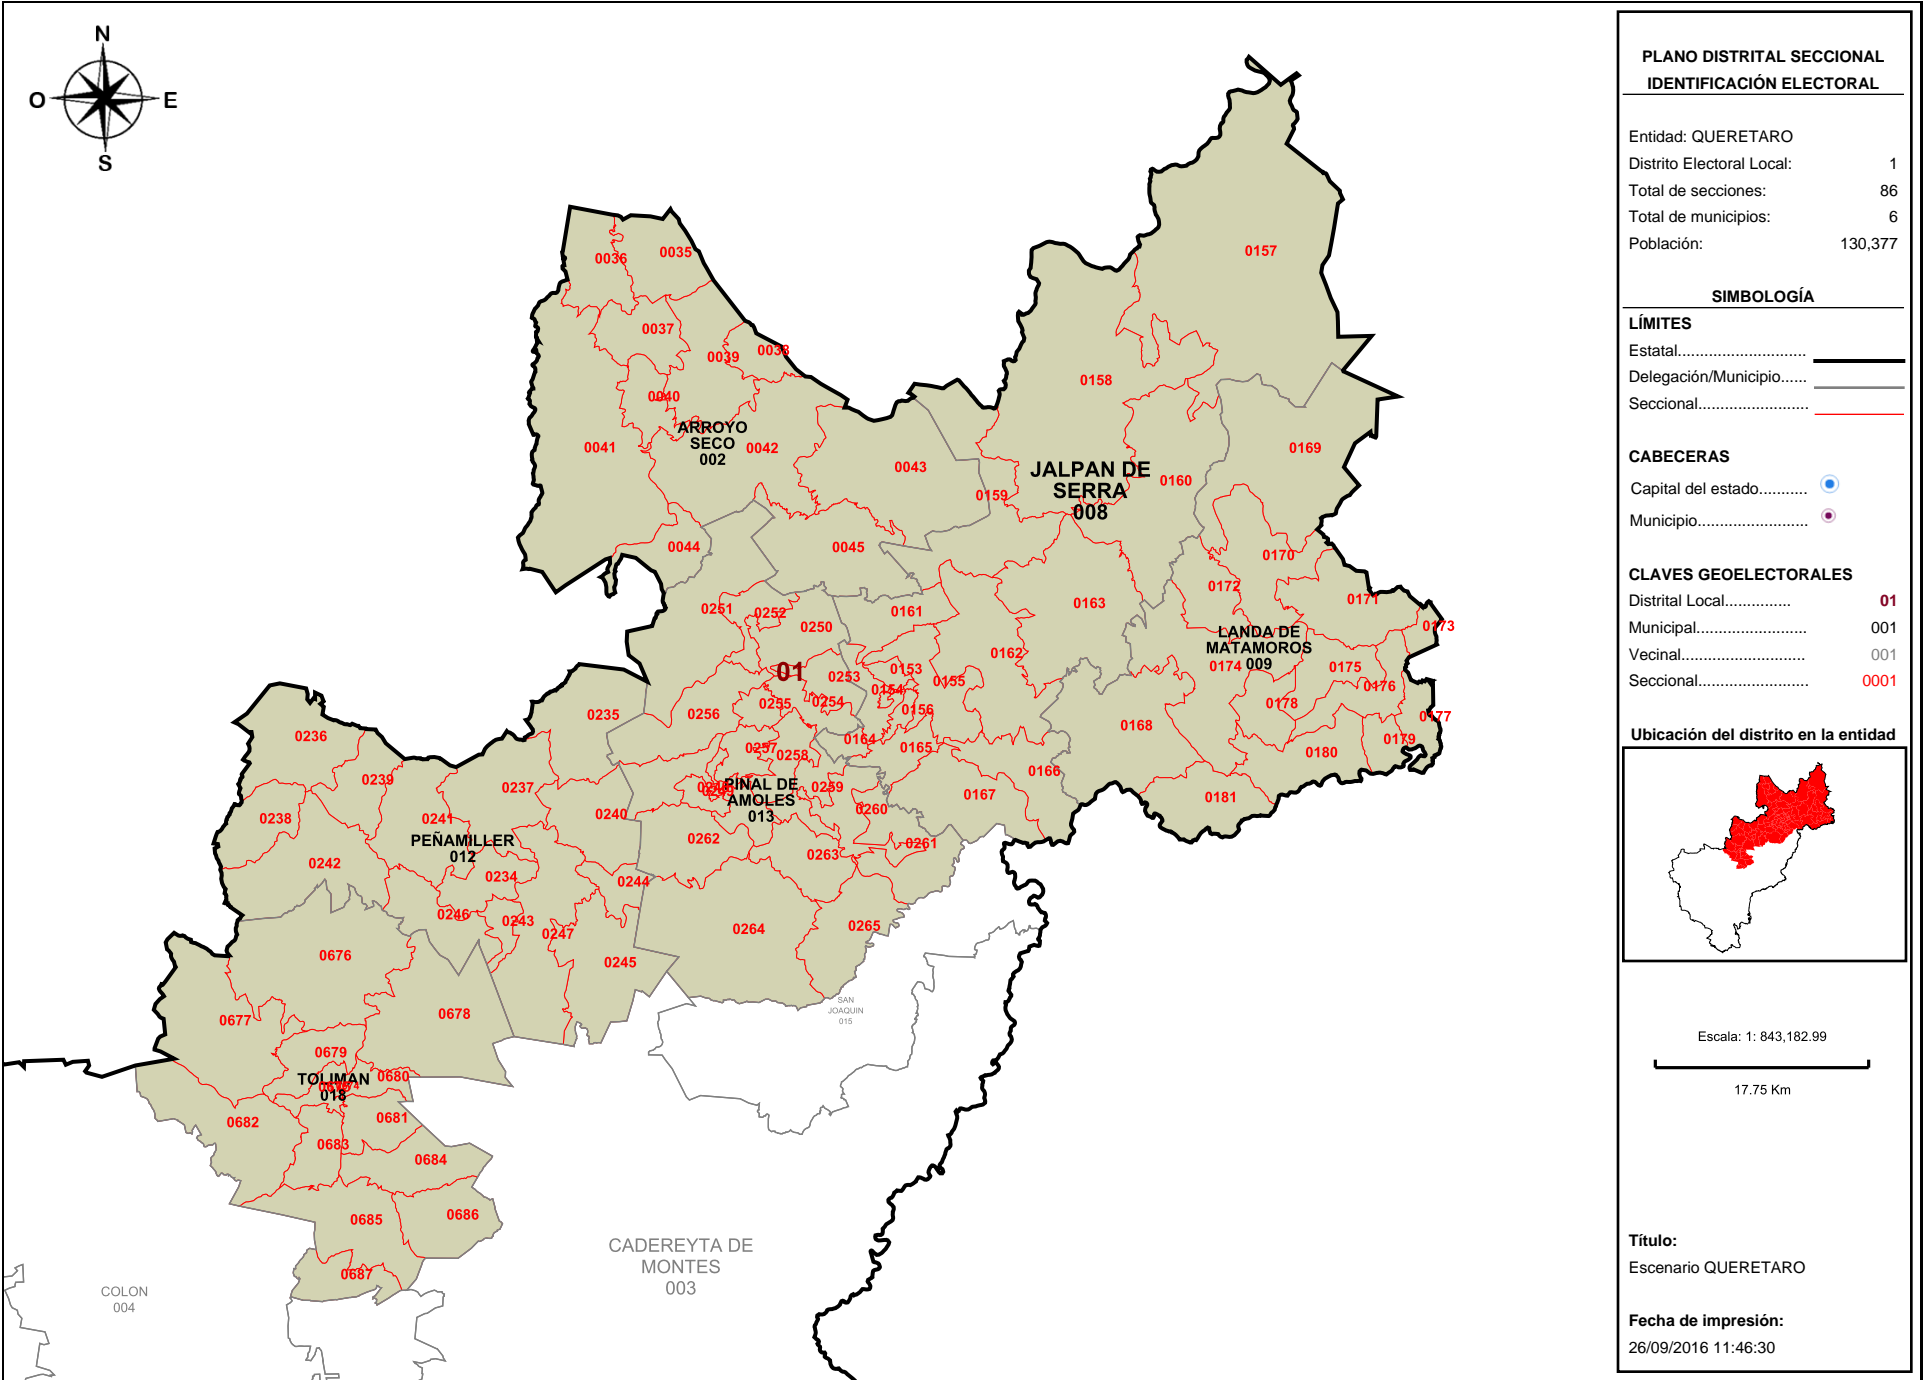 N
O
E
S
0157
0036
0035
0037
0039
0038
0158
0040
ARROYO
SECO
002
0041
0042
0043
0169
JALPAN DE
SERRA
008
0159
0160
0044
0045
0170
0172
0171
0251
0252
0250
0161
0163
0173
LANDA DE
MATAMOROS
009
0162
01
0253
0153
0155
0174
0175
0176
0154
0254
0255
0256
0156
0178
0177
0235
0236
0168
0164
0165
0257
0258
0179
0180
0239
0237
0166
0167
0259
PINAL DE
AMOLES
013
0181
0238
0241
0240
0260
PEÑAMILLER
012
0262
0261
0242
0263
0234
0244
0246
0243
0247
0264
0265
0676
0245
SAN
JOAQUIN
015
0677
0678
0679
TOLIMAN
018
0680
0682
0681
0683
0684
0685
0686
0687
CADEREYTA DE
MONTES
003
COLON
004
PLANO DISTRITAL SECCIONAL
IDENTIFICACIÓN ELECTORAL
Entidad: QUERETARO
Distrito Electoral Local: 1
Total de secciones: 86
Total de municipios: 6
Población: 130,377
SIMBOLOGÍA
LÍMITES
Estatal.............................
Delegación/Municipio......
Seccional.........................
CABECERAS
Capital del estado...........
Municipio.........................
CLAVES GEOELECTORALES
Distrital Local............... 01
Municipal......................... 001
Vecinal............................ 001
Seccional......................... 0001
Ubicación del distrito en la entidad
Escala: 1: 843,182.99
17.75 Km
Título:
Escenario QUERETARO
Fecha de impresión:
26/09/2016 11:46:30